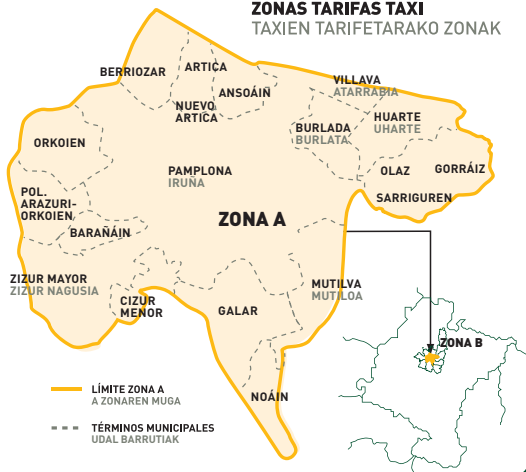 ZONAS TARIFAS TAXI
TAXIEN TARIFETARAKO ZONAK
BERRIOZAR
ARTICA
ANSOÁIN
VILLAVA
ATARRABIA
NUEVO
ARTICA
HUARTE
UHARTE
BURLADA
BURLATA
ORKOIEN
PAMPLONA
IRUÑA
OLAZ
GORRÁIZ
POL.
ARAZURI-
ORKOIEN
SARRIGUREN
ZONA A
BARAÑÁIN
ZIZUR MAYOR
ZIZUR NAGUSIA
MUTILVA
MUTILOA
CIZUR
MENOR
GALAR
ZONA B
NOÁIN
LÍMITE ZONA A
A ZONAREN MUGA
TÉRMINOS MUNICIPALES
UDAL BARRUTIAK